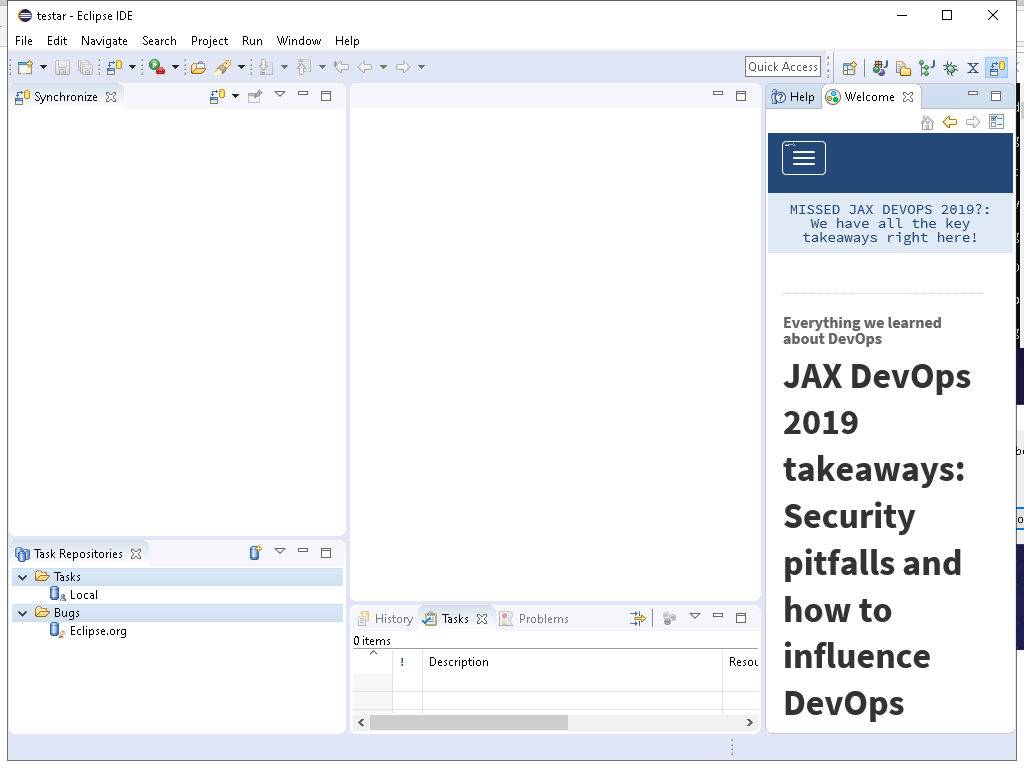 testar - Eclipse IDE
File Edit Navigate Search Project Run Window Help
Quick Access
Synchronize
Help Welcome
MISSED JAX DEVOPS 2019?:
We have all the key
takeaways right here!
Everything we learned
about DevOps
JAX DevOps
2019
takeaways:
Security
pitfalls and
how to
influence
DevOps
Task Repositories
Tasks
Local
Bugs
Eclipse.org
History Tasks Problems
0 items
! Description Resou